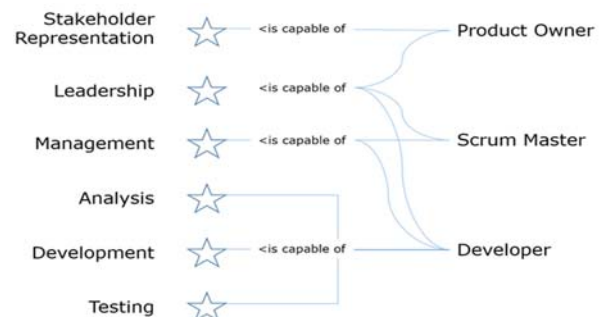 Stakeholder
Representation
<is capable of
Product Owner
Leadership
<is capable of
Management
<is capable of
Scrum Master
Analysis
Development
<is capable of
Developer
Testing